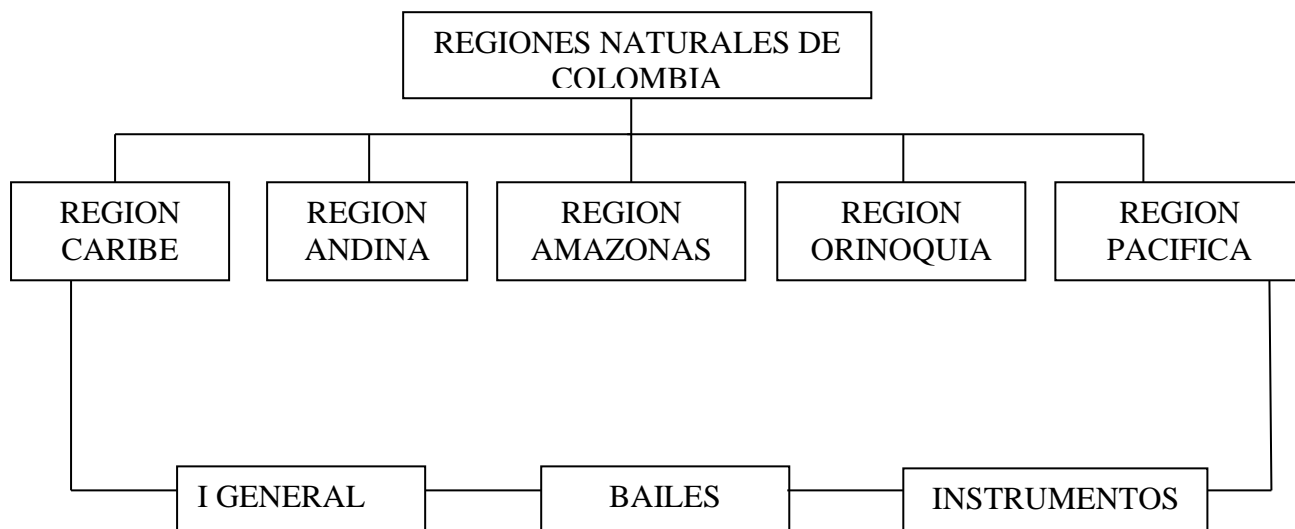 REGIONES NATURALES DE
COLOMBIA
REGION
CARIBE
REGION
ANDINA
REGION
AMAZONAS
REGION
ORINOQUIA
REGION
PACIFICA
I GENERAL
BAILES
INSTRUMENTOS